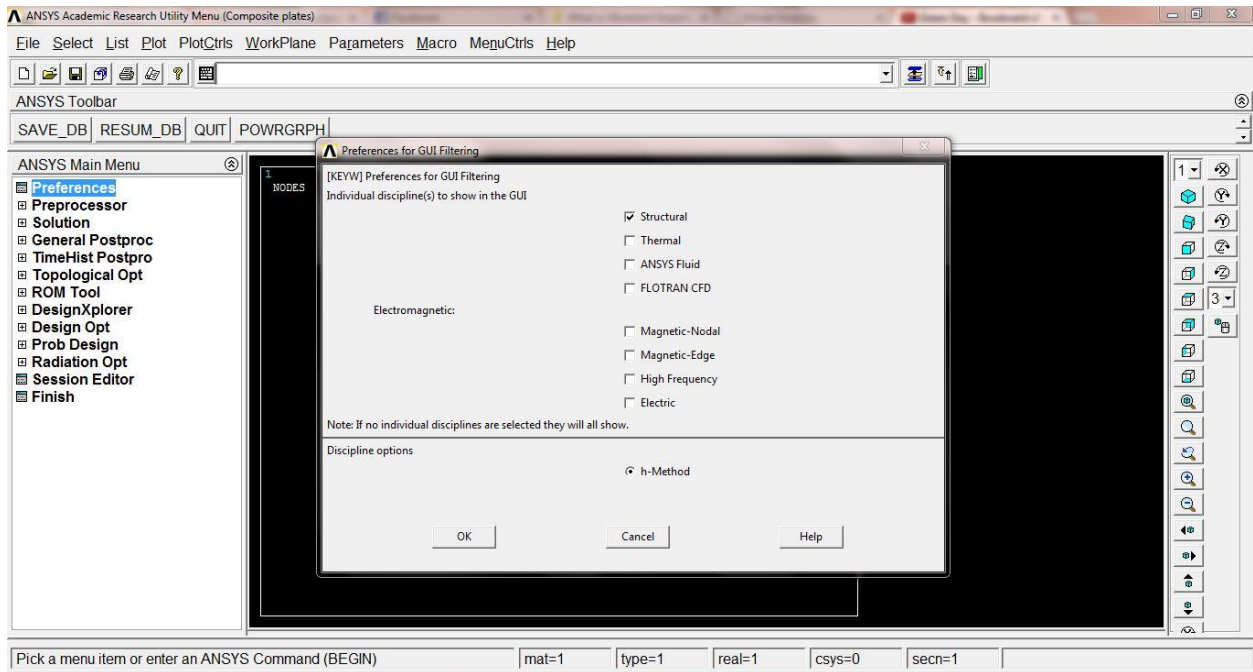 ANSYS Academic Research Utility Menu (Composite plates)
File Select List Plot PlotCtrls WorkPlane Parameters Macro MenuCtrls Help
ANSYS Toolbar
SAVE_DB RESUM_DB QUIT POWRGRPH
ANSYS Main Menu
Preferences
Preprocessor
Solution
General Postproc
TimeHist Postpro
Topological Opt
ROM Tool
DesignXplorer
Design Opt
Prob Design
Radiation Opt
Session Editor
Finish
1
NODES
Preferences for GUI Filtering
[KEYW] Preferences for GUI Filtering
Individual discipline(s) to show in the GUI
Structural
Thermal
ANSYS Fluid
FLOTRAN CFD
Electromagnetic:
Magnetic-Nodal
Magnetic-Edge
High Frequency
Electric
Note: If no individual disciplines are selected they will all show.
Discipline options
h-Method
OK Cancel Help
1
3
Pick a menu item or enter an ANSYS Command (BEGIN) mat=1 type=1 real=1 csys=0 secn=1